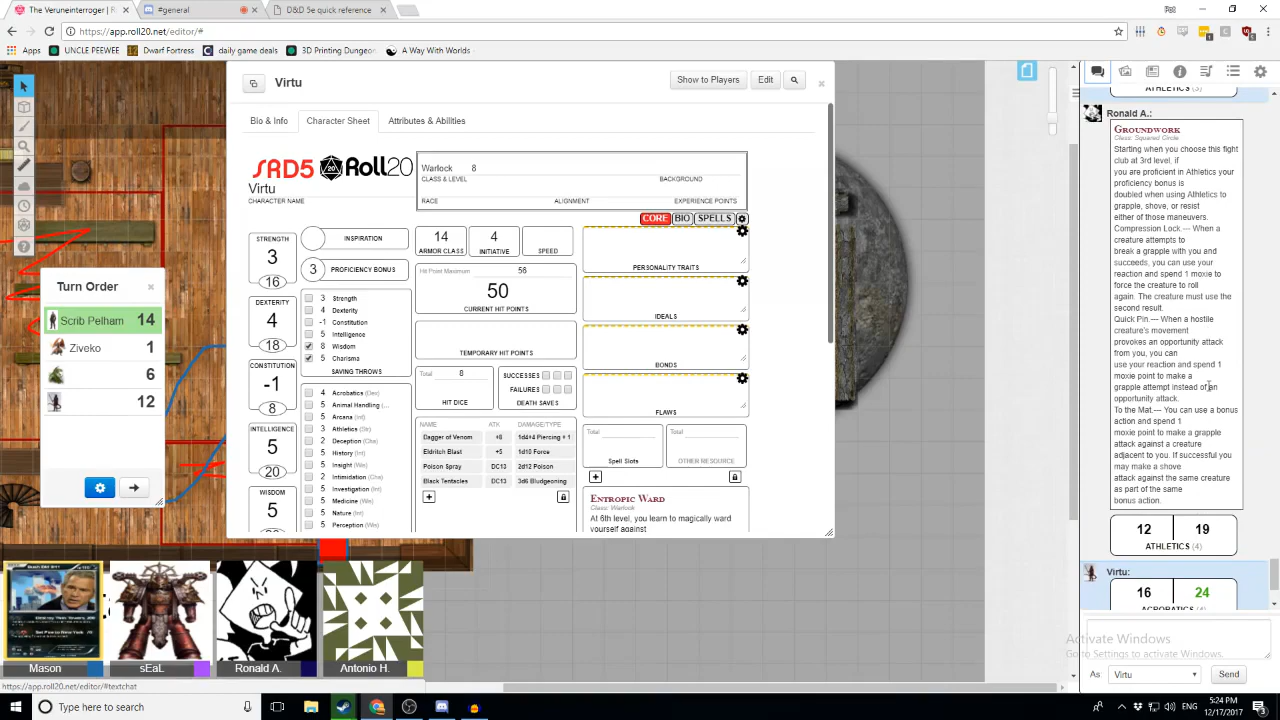 The Veruneinterroger | R
#general
D&D 5e quick reference
https://app.roll20.net/editor/#
Apps
UNCLE PEEWEE
Dwarf Fortress
daily game deals
3D Printing Dungeon
A Way With Worlds
Virtu
Show to Players
Edit
Bio & Info
Character Sheet
Attributes & Abilities
SRD5 Roll20
Virtu
CHARACTER NAME
Warlock 8
CLASS & LEVEL
BACKGROUND
RACE
ALIGNMENT
EXPERIENCE POINTS
CORE
BIO
SPELLS
STRENGTH
3
16
DEXTERITY
4
18
CONSTITUTION
-1
8
INTELLIGENCE
5
20
WISDOM
5
INSPIRATION
3 PROFICIENCY BONUS
3 Strength
4 Dexterity
-1 Constitution
5 Intelligence
8 Wisdom
5 Charisma
SAVING THROWS
4 Acrobatics (Dex)
5 Animal Handling (...
5 Arcana (Int)
3 Athletics (Str)
2 Deception (Cha)
5 History (Int)
5 Insight (Wis)
2 Intimidation (Cha)
5 Investigation (Int)
5 Medicine (Wis)
5 Nature (Int)
5 Perception (Wis)
14
ARMOR CLASS
4
INITIATIVE
SPEED
Hit Point Maximum 56
50
CURRENT HIT POINTS
TEMPORARY HIT POINTS
Total 8
HIT DICE
SUCCESSES
FAILURES
DEATH SAVES
NAME ATK DAMAGE/TYPE
Dagger of Venom +8 1d4+4 Piercing + 1
Eldritch Blast +5 1d10 Force
Poison Spray DC13 2d12 Poison
Black Tentacles DC13 3d6 Bludgeoning
PERSONALITY TRAITS
IDEALS
BONDS
FLAWS
Total
Spell Slots
Total
OTHER RESOURCE
Entropic Ward
Class: Warlock
At 6th level, you learn to magically ward
yourself against
Turn Order
Scrib Pelham 14
Ziveko 1
6
12
Mason
sEaL
Ronald A.
Antonio H.
https://app.roll20.net/editor/#textchat
ATHLETICS (4)
Ronald A.:
Groundwork
Class: Squared Circle
Starting when you choose this fight
club at 3rd level, if
you are proficient in Athletics your
proficiency bonus is
doubled when using Athletics to
grapple, shove, or resist
either of those maneuvers.
Compression Lock.--- When a
creature attempts to
break a grapple with you and
succeeds, you can use your
reaction and spend 1 moxie to
force the creature to roll
again. The creature must use the
second result.
Quick Pin.--- When a hostile
creature's movement
provokes an opportunity attack
from you, you can
use your reaction and spend 1
moxie point to make a
grapple attempt instead of an
opportunity attack.
To the Mat.--- You can use a bonus
action and spend 1
moxie point to make a grapple
attack against a creature
adjacent to you. If successful you
may make a shove
attack against the same creature
as part of the same
bonus action.
12 19
ATHLETICS (4)
Virtu:
16 24
ACROBATICS (4)
Activate Windows
Go to Settings to activate Windows.
As: Virtu
Send
Type here to search
ENG
5:24 PM
12/17/2017